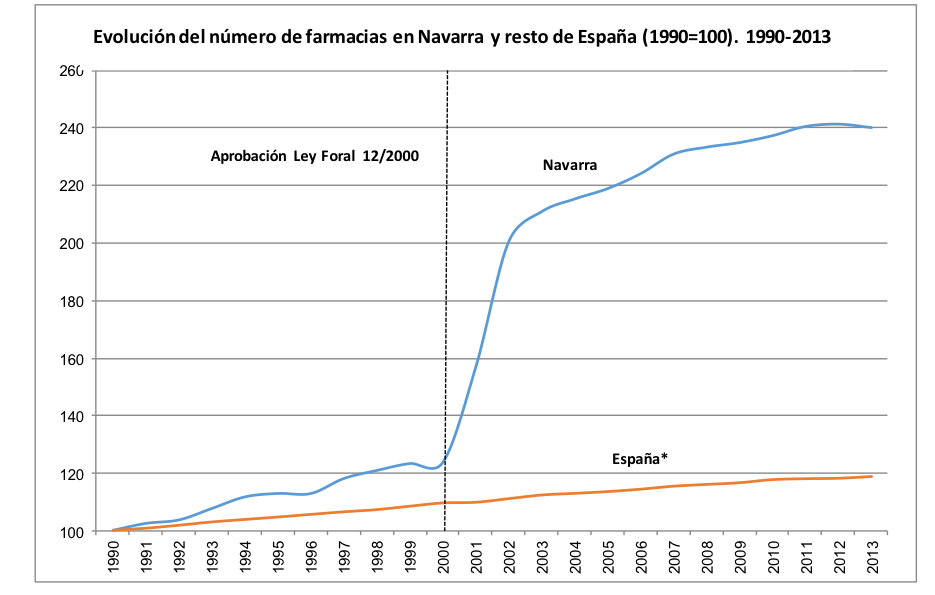 Evolución del número de farmacias en Navarra y resto de España (1990=100). 1990-2013
260
240
Aprobación Ley Foral 12/2000
Navarra
220
200
180
160
140
España*
120
100
1990 1991 1992 1993 1994 1995 1996 1997 1998 1999 2000 2001 2002 2003 2004 2005 2006 2007 2008 2009 2010 2011 2012 2013